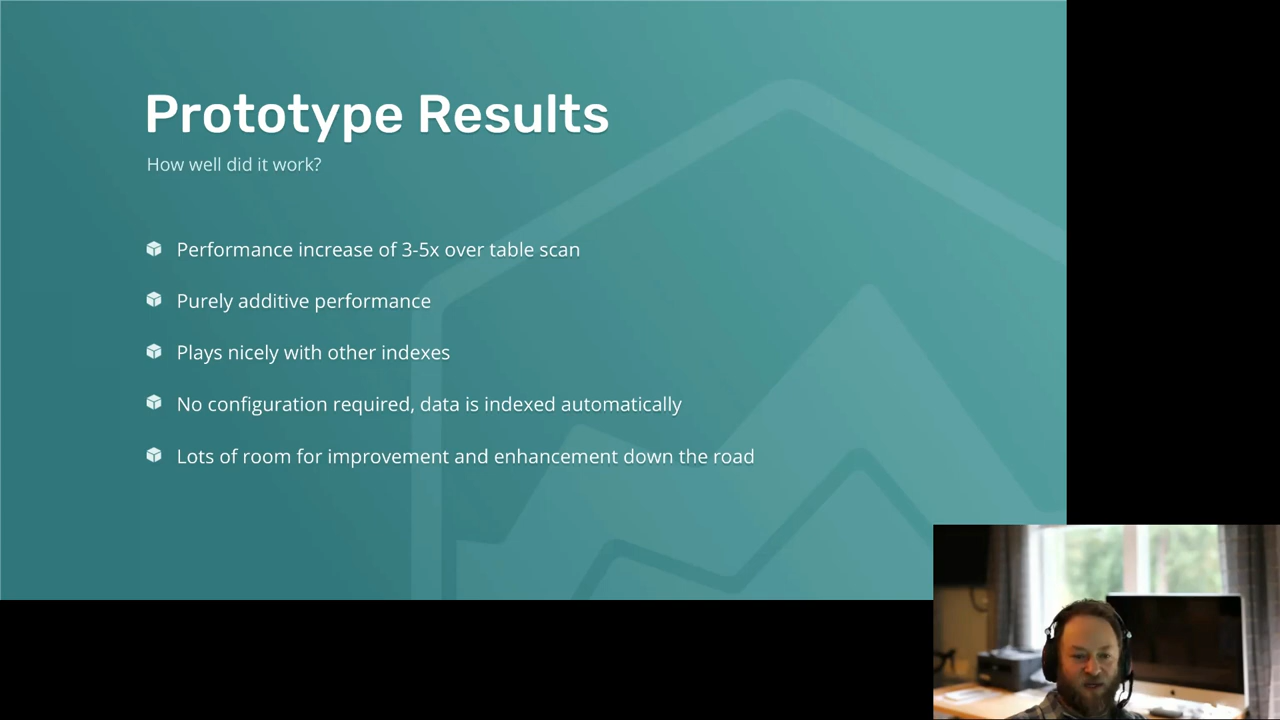 Prototype Results
How well did it work?
Performance increase of 3-5x over table scan
Purely additive performance
Plays nicely with other indexes
No configuration required, data is indexed automatically
Lots of room for improvement and enhancement down the road